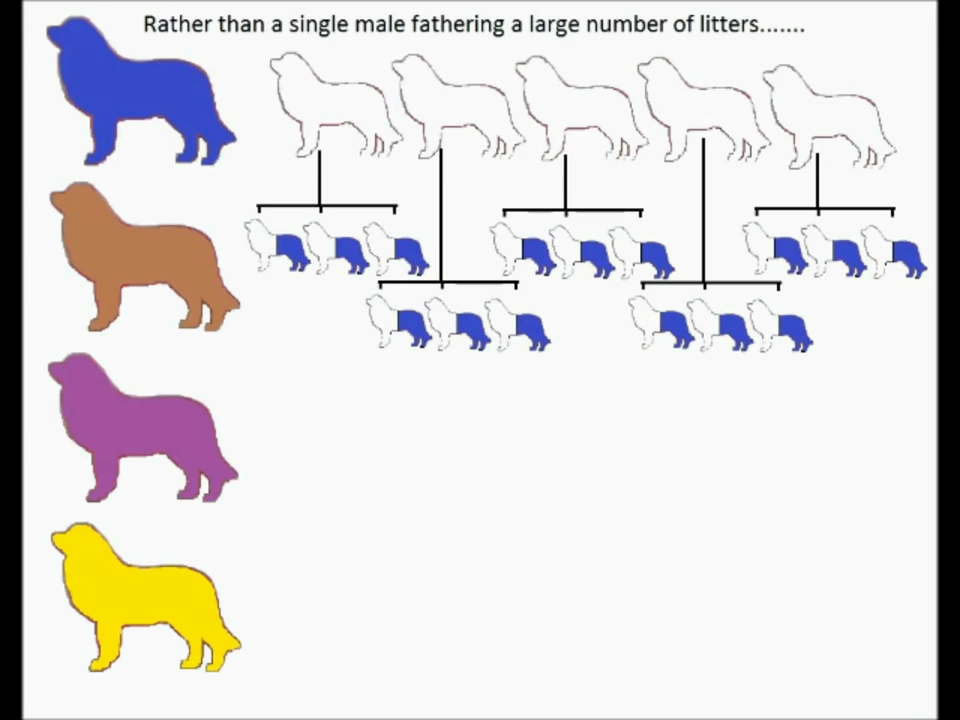 Rather than a single male fathering a large number of litters.......